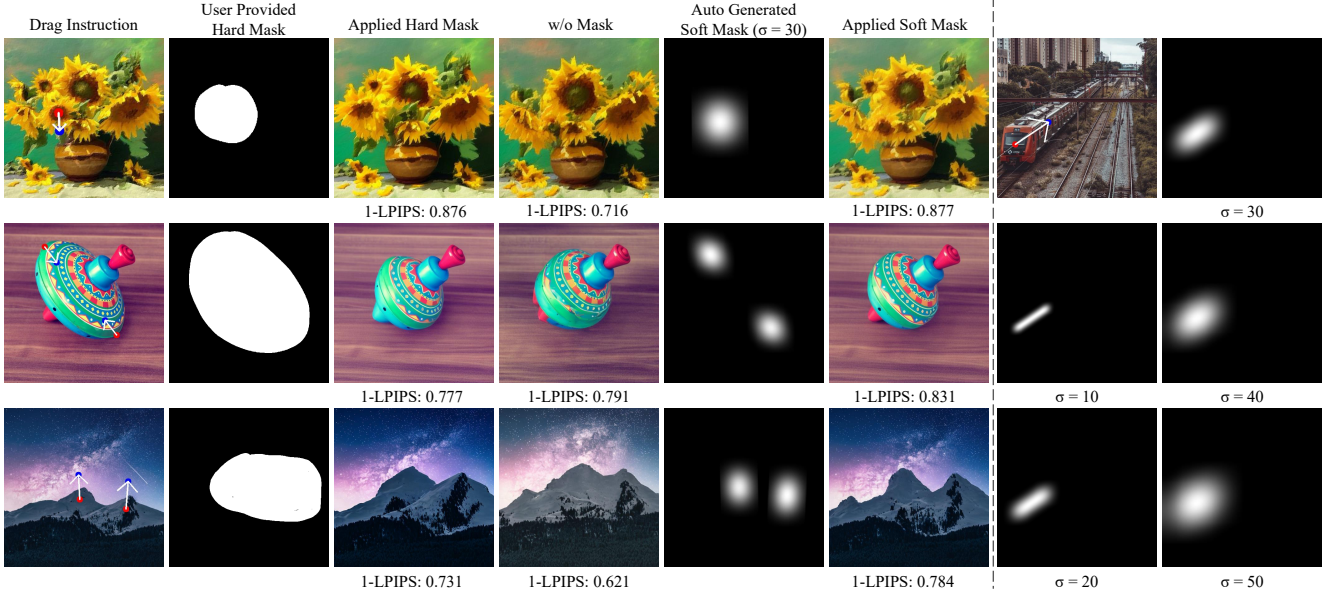 Drag Instruction
User Provided
Hard Mask
Applied Hard Mask
w/o Mask
Auto Generated
Soft Mask (σ = 30)
Applied Soft Mask
1-LPIPS: 0.876
1-LPIPS: 0.716
1-LPIPS: 0.877
σ = 30
1-LPIPS: 0.777
1-LPIPS: 0.791
1-LPIPS: 0.831
σ = 10
σ = 40
1-LPIPS: 0.731
1-LPIPS: 0.621
1-LPIPS: 0.784
σ = 20
σ = 50